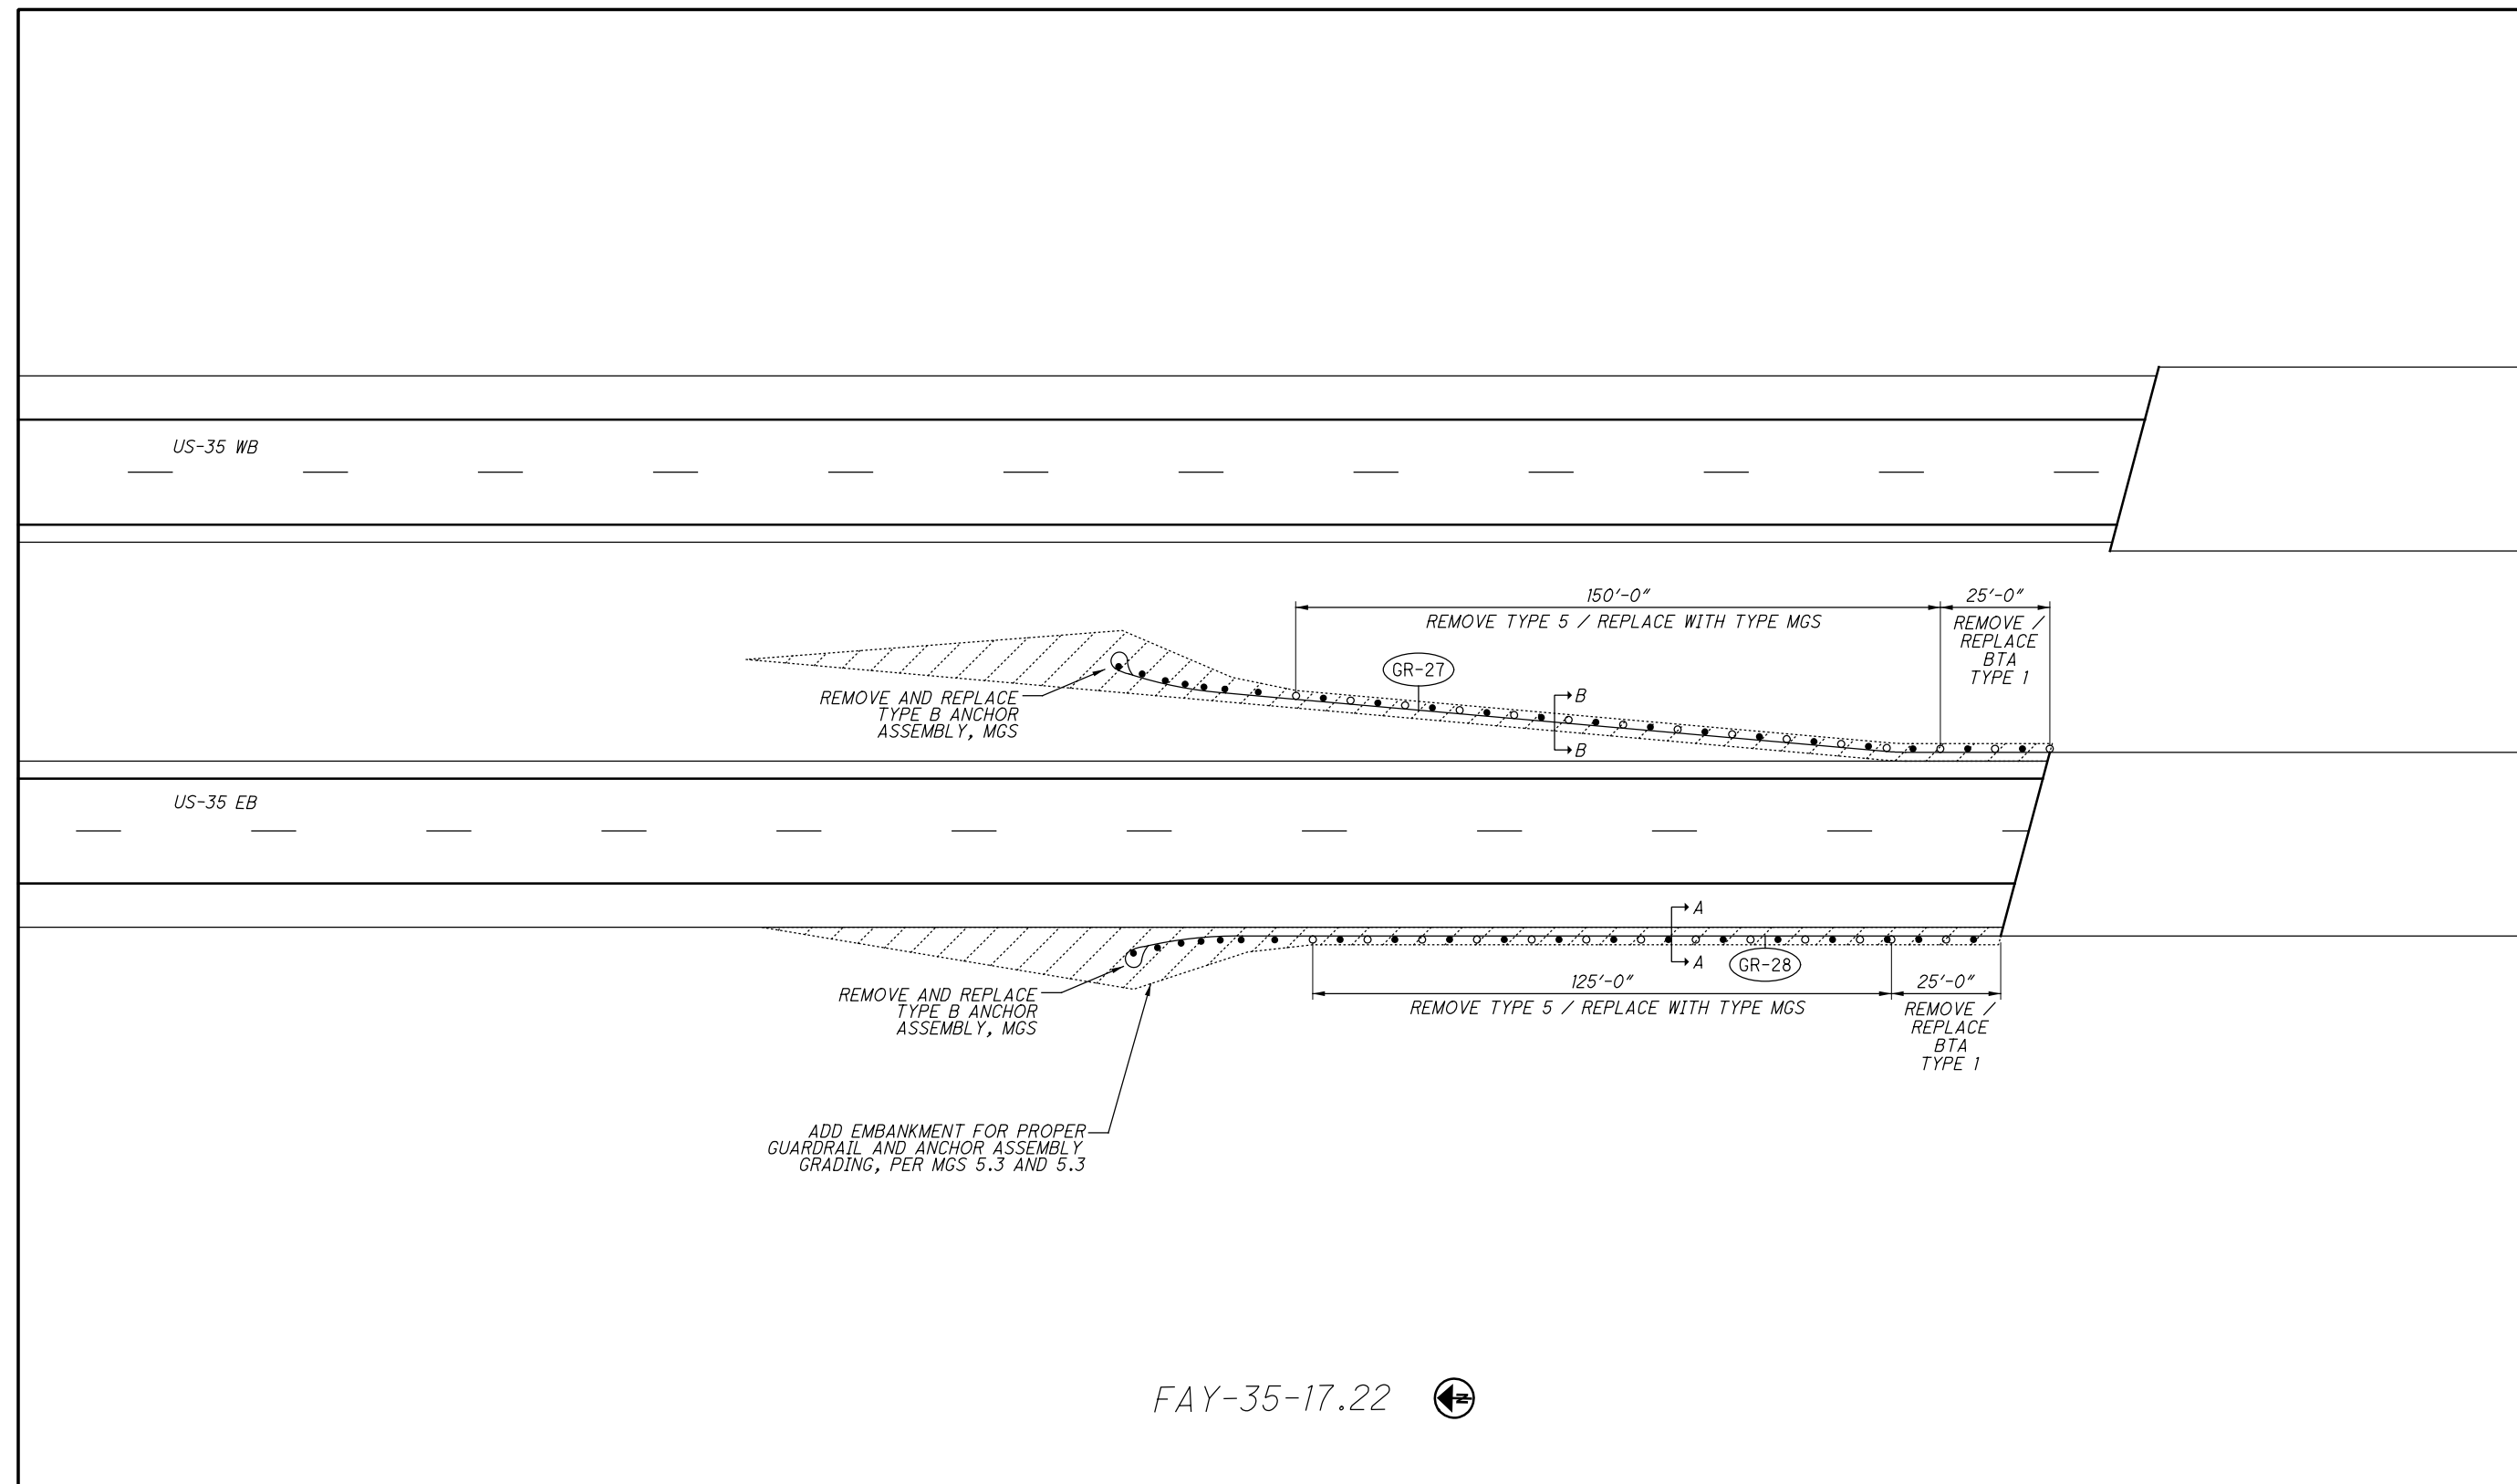 US-35 WB
150'-0"
REMOVE TYPE 5 / REPLACE WITH TYPE MGS
25'-0"
REMOVE /
REPLACE
BTA
TYPE 1
GR-27
REMOVE AND REPLACE
TYPE B ANCHOR
ASSEMBLY, MGS
B
B
US-35 EB
A
A
GR-28
125'-0"
REMOVE TYPE 5 / REPLACE WITH TYPE MGS
25'-0"
REMOVE /
REPLACE
BTA
TYPE 1
REMOVE AND REPLACE
TYPE B ANCHOR
ASSEMBLY, MGS
ADD EMBANKMENT FOR PROPER
GUARDRAIL AND ANCHOR ASSEMBLY
GRADING, PER MGS 5.3 AND 5.3
FAY-35-17.22
N